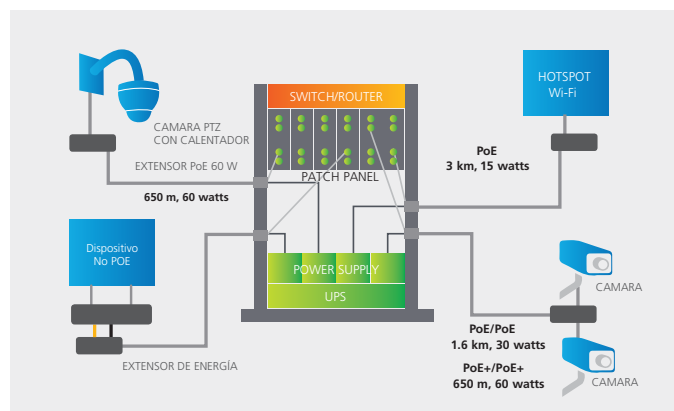 SWITCH/ROUTER
HOTSPOT
Wi-Fi
CAMARA PTZ
CON CALENTADOR
EXTENSOR PoE 60 W
650 m, 60 watts
PATCH PANEL
PoE
3 km, 15 watts
Dispositivo
No POE
POWER SUPPLY
UPS
CAMARA
PoE/PoE
1.6 km, 30 watts
PoE+/PoE+
650 m, 60 watts
CAMARA
EXTENSOR DE ENERGÍA